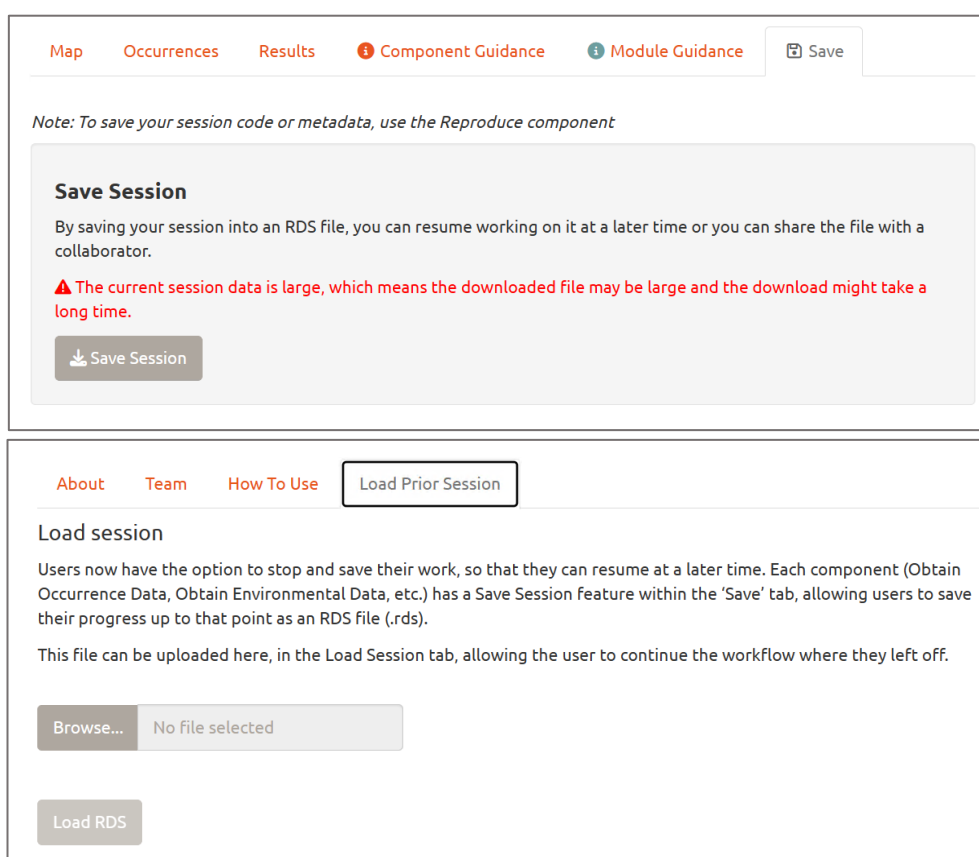 Map Occurrences Results Component Guidance Module Guidance Save
Note: To save your session code or metadata, use the Reproduce component
Save Session
By saving your session into an RDS file, you can resume working on it at a later time or you can share the file with a
collaborator.
The current session data is large, which means the downloaded file may be large and the download might take a
long time.
Save Session
About Team How To Use Load Prior Session
Load session
Users now have the option to stop and save their work, so that they can resume at a later time. Each component (Obtain
Occurrence Data, Obtain Environmental Data, etc.) has a Save Session feature within the ‘Save’ tab, allowing users to save
their progress up to that point as an RDS file (.rds).
This file can be uploaded here, in the Load Session tab, allowing the user to continue the workflow where they left off.
Browse... No file selected
Load RDS